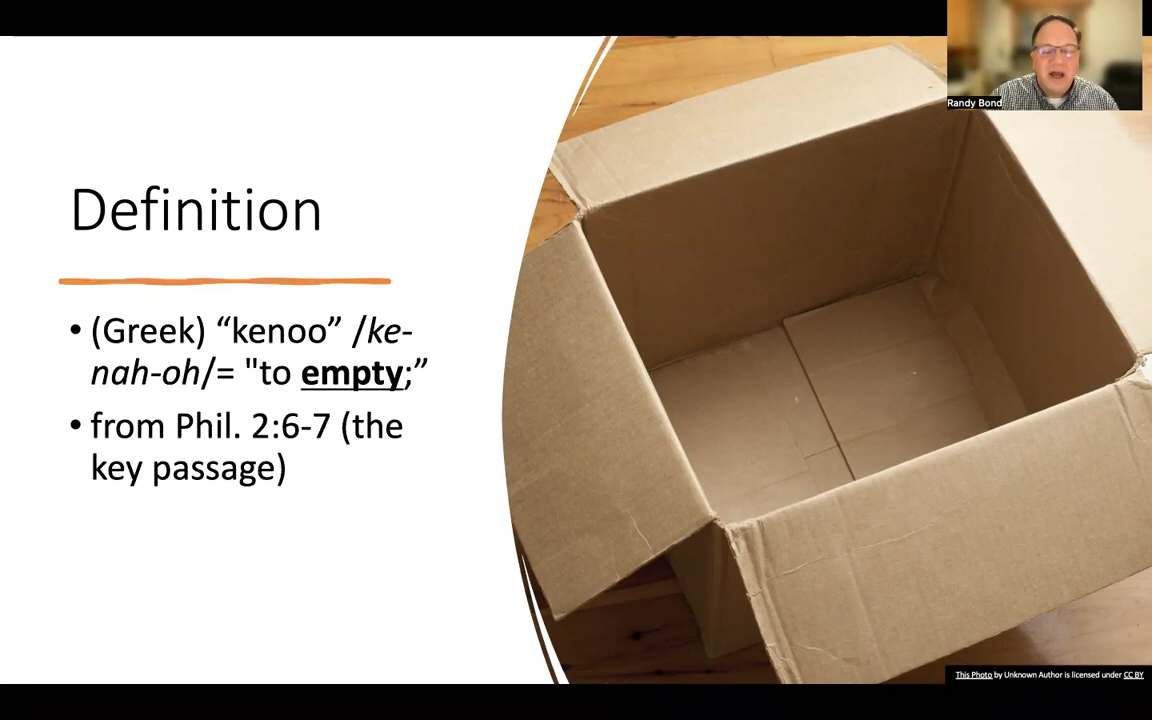 Randy Bond
Definition
• (Greek) “kenoo” /ke-
nah-oh/= "to empty;”
• from Phil. 2:6-7 (the
key passage)
This Photo by Unknown Author is licensed under CC BY